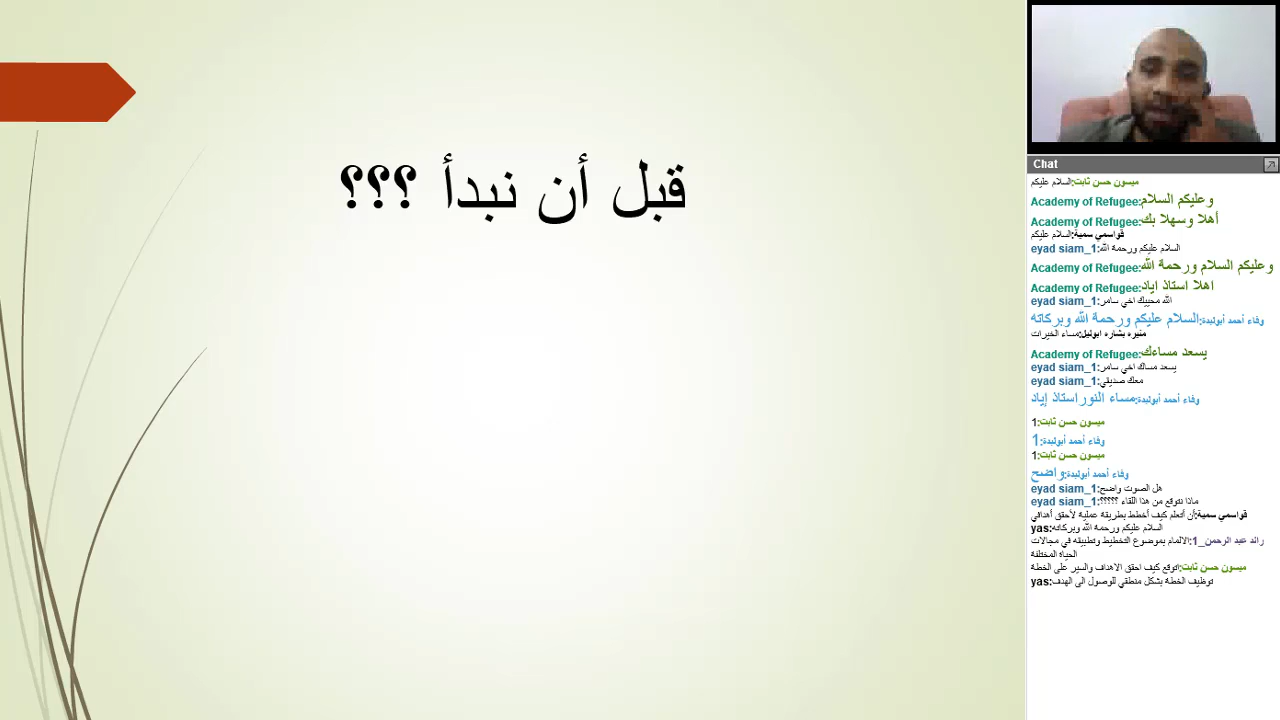 قبل أن نبدأ ؟؟؟
Chat
ميسون حسن ثابت:السلام عليكم
Academy of Refugee:وعليكم السلام
Academy of Refugee:أهلا وسهلا بك
قواسمي سمية:السلام عليكم
eyad siam_1:السلام عليكم ورحمة الله
Academy of Refugee:وعليكم السلام ورحمة الله
Academy of Refugee:اهلا استاذ اياد
eyad siam_1:الله محييك اخي سامر
وفاء أحمد أبولبدة:السلام عليكم ورحمة الله وبركاته
منيره بشاره ابوليل:مساء الخيرات
Academy of Refugee:يسعد مساءك
eyad siam_1:يسعد مساك اخي سامر
eyad siam_1:معك صديقي
وفاء أحمد أبولبدة:مساء النور استاذ إياد
ميسون حسن ثابت:1
وفاء أحمد أبولبدة:1
ميسون حسن ثابت:1
وفاء أحمد أبولبدة:واضح
eyad siam_1:هل الصوت واضح
eyad siam_1:ماذا نتوقع من هذا اللقاء ؟؟؟؟؟
قواسمي سمية:أن أتعلم كيف أخطط بطريقة عملية لأحقق أهدافي
yas:السلام عليكم ورحمة الله وبركاته
رائد عبد الرحمن_1:الالمام بموضوع التخطيط وتطبيقه في مجالات
الحياة المختلفة
ميسون حسن ثابت:اتوقع كيف احقق الاهداف والسير على الخطة
yas:توظيف الخطة بشكل منطقي للوصول الى الهدف